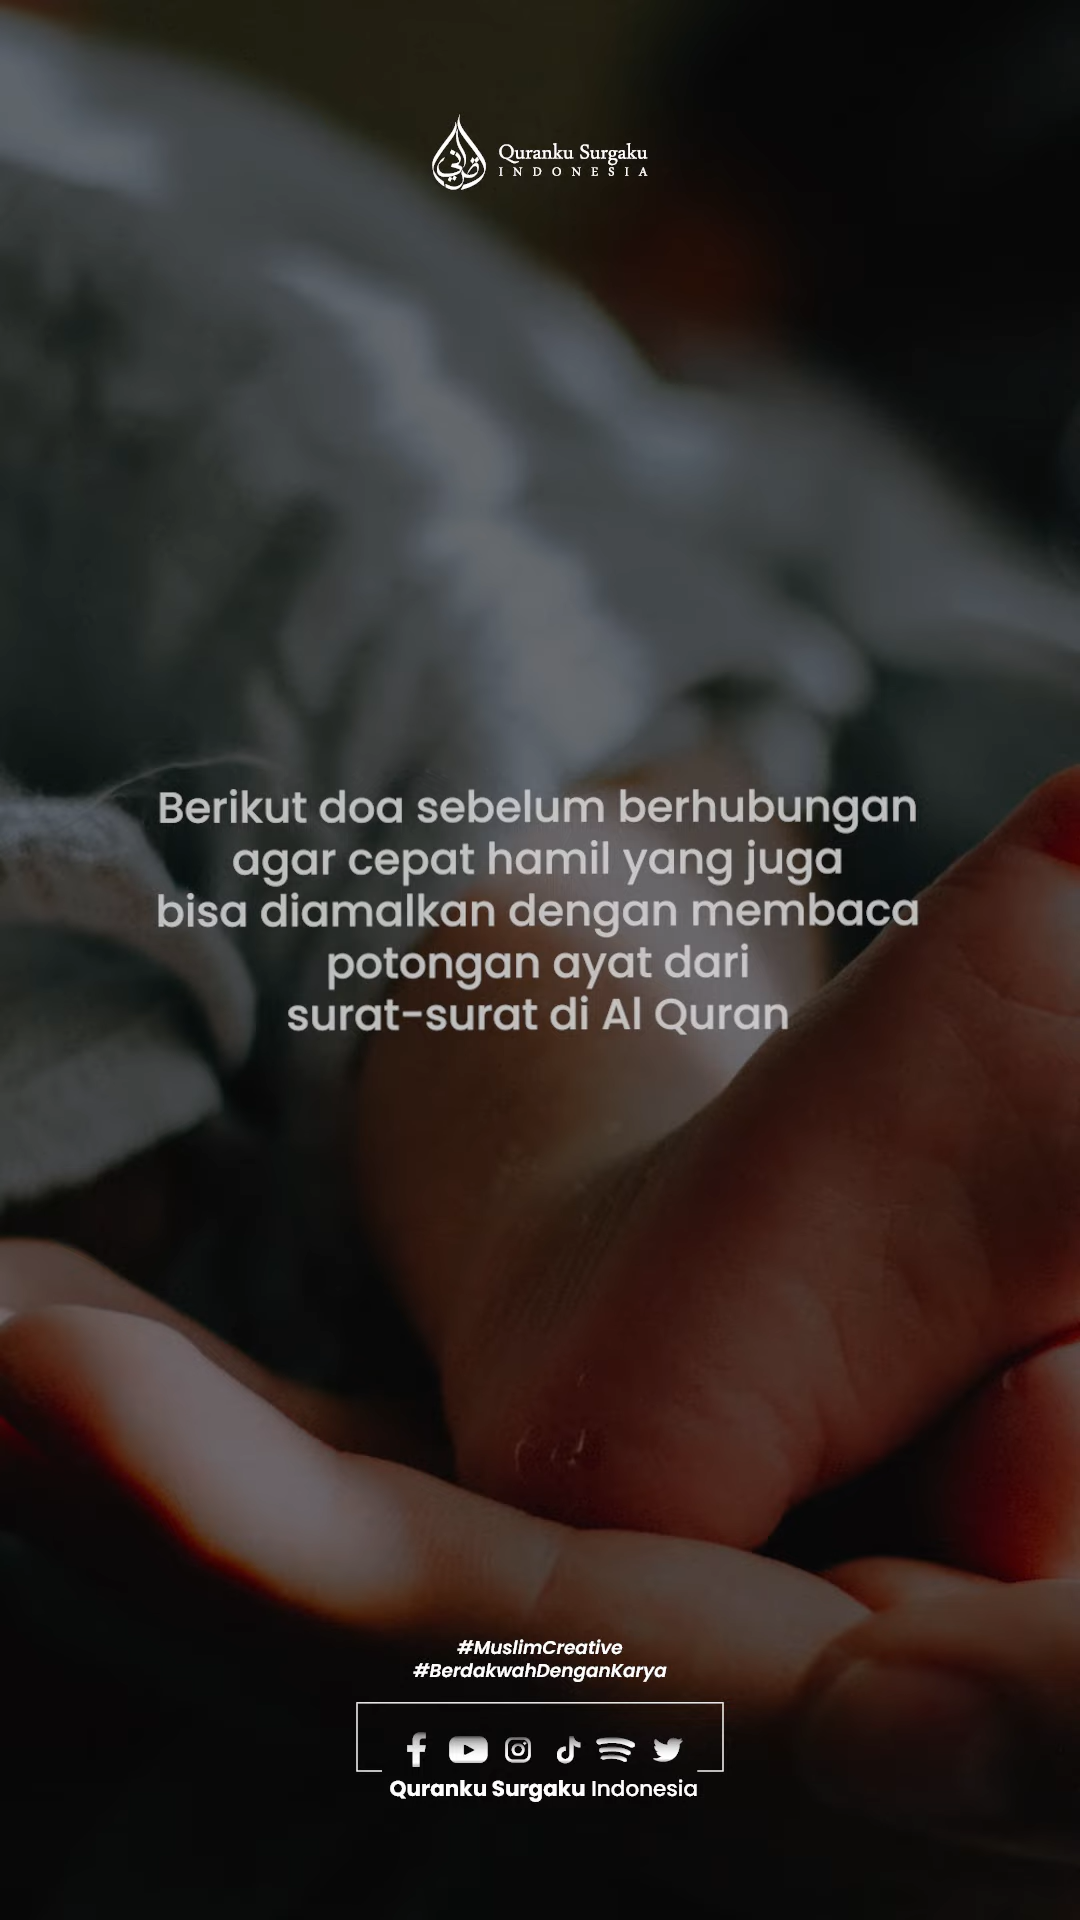 Quranku Surgaku
INDONESIA
Berikut doa sebelum berhubungan
agar cepat hamil yang juga
bisa diamalkan dengan membaca
potongan ayat dari
surat-surat di Al Quran
#MuslimCreative
#BerdakwahDenganKarya
Quranku Surgaku Indonesia